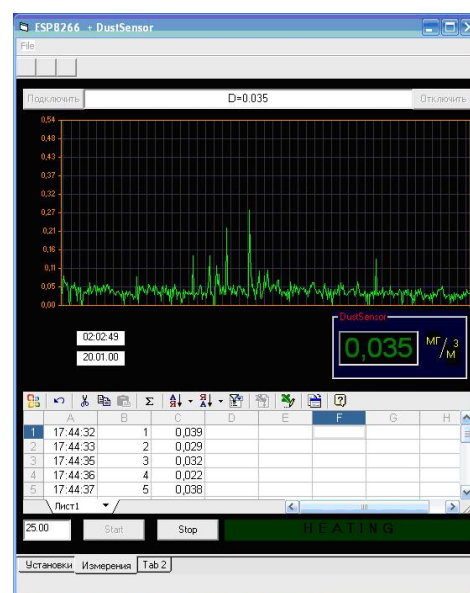 ESP8266 + DustSensor
File
Подключить D=0.035 Отключить
0,54
0,48
0,43
0,37
0,32
0,27
0,21
0,16
0,11
0,05
0,00
02:02:49
20.01.00
DustSensor
0,035 МГ/М3
A B C D E F G H
1 17:44:32 1 0,039
2 17:44:33 2 0,029
3 17:44:35 3 0,032
4 17:44:36 4 0,022
5 17:44:37 5 0,038
Лист1
25.00 Start Stop HEATING
Установки Измерения Tab 2